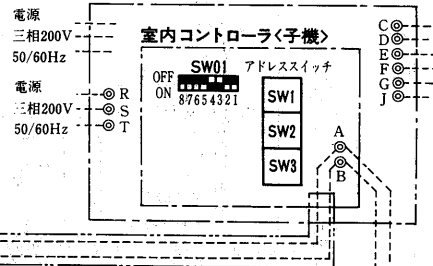 電源
三相200V
50/60Hz
室内コントローラ<子機>
SW01
アドレススイッチ
OFF
ON
87654321
SW1
SW2
SW3
電源
三相200V
50/60Hz
R
S
T
A
B
C
D
E
F
G
J